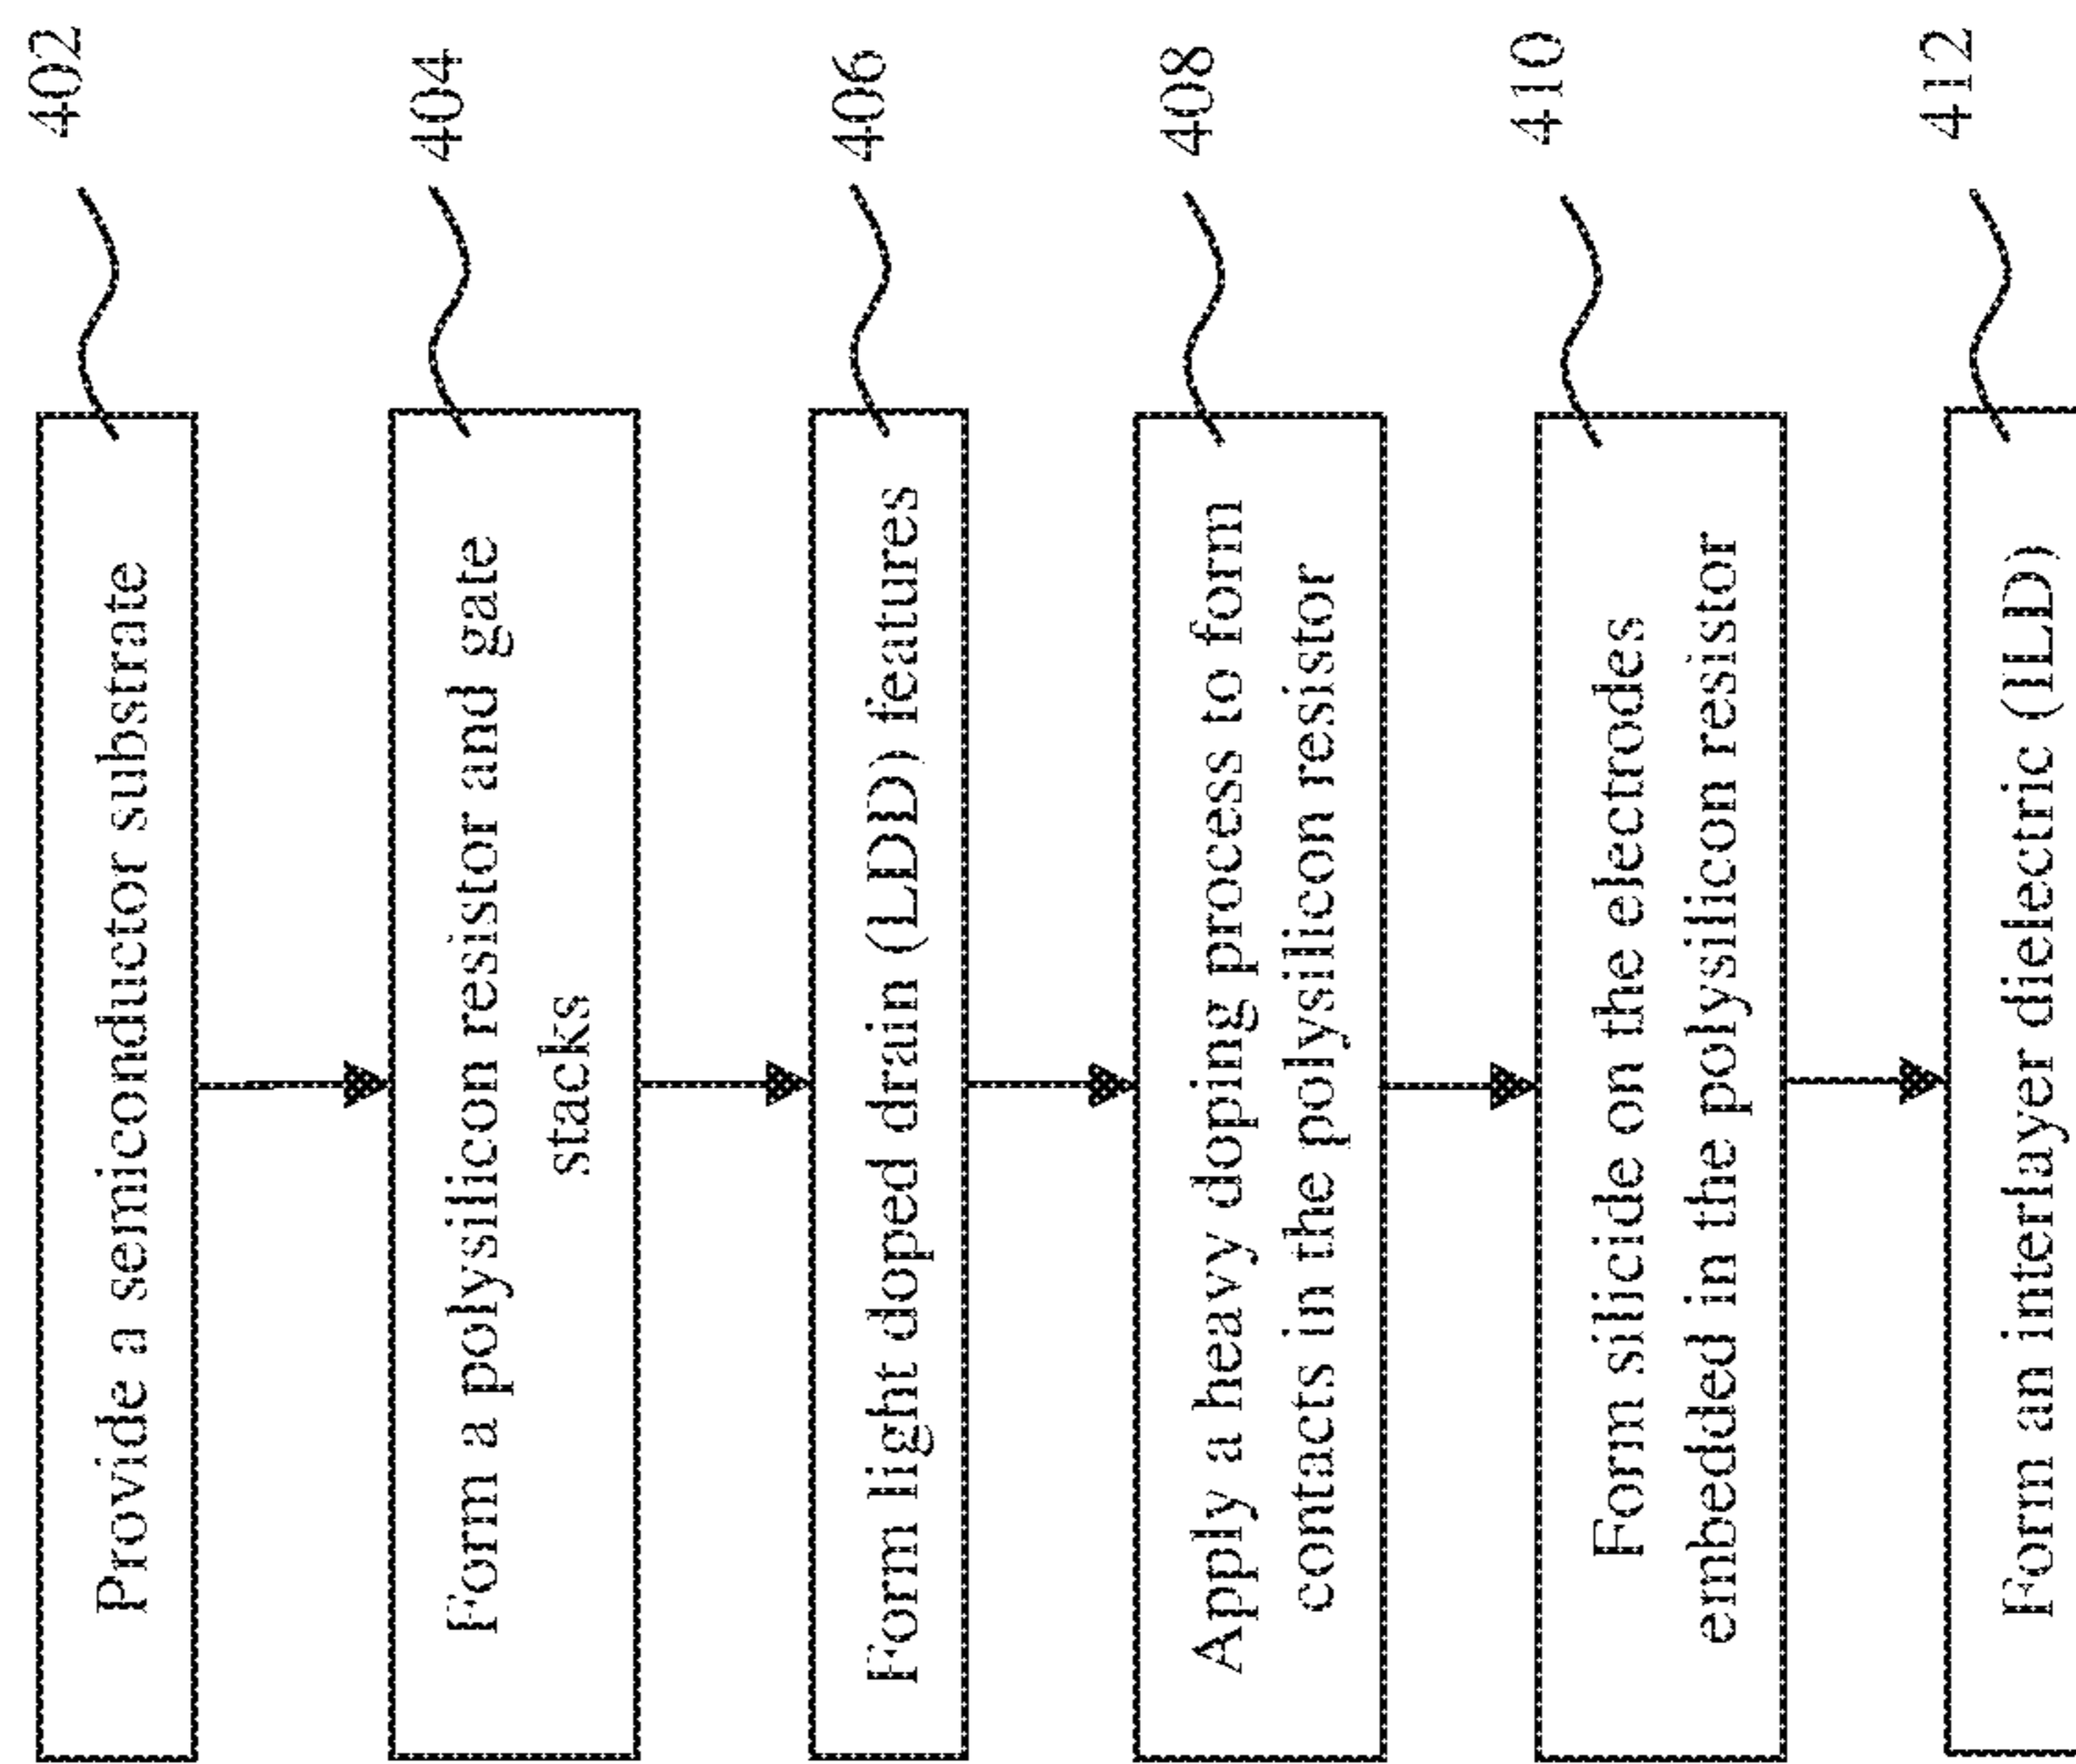 402
Provide a semiconductor substrate
404
Form a polysilicon resistor and gate
stacks
406
Form light doped drain (LDD) features
408
Apply a heavy doping process to form
contacts in the polysilicon resistor
410
Form silicide on the electrodes
embedded in the polysilicon resistor
412
Form an interlayer dielectric (ILD)